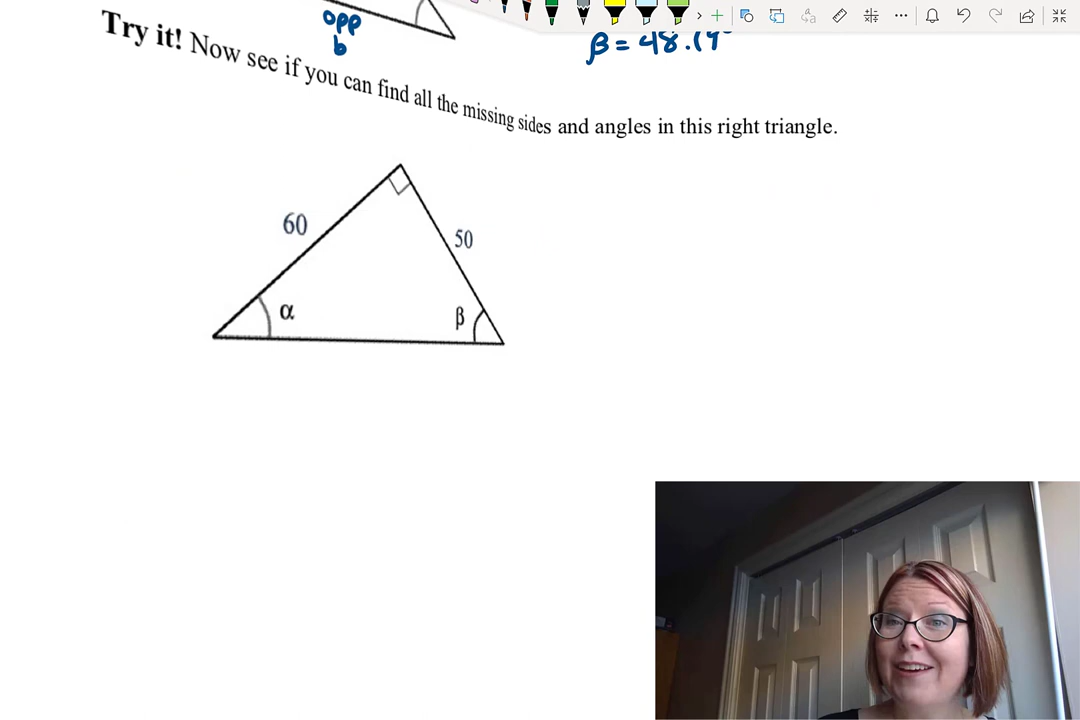 opp
b
β = 48.19°
Try it! Now see if you can find all the missing sides and angles in this right triangle.
60
50
α
β